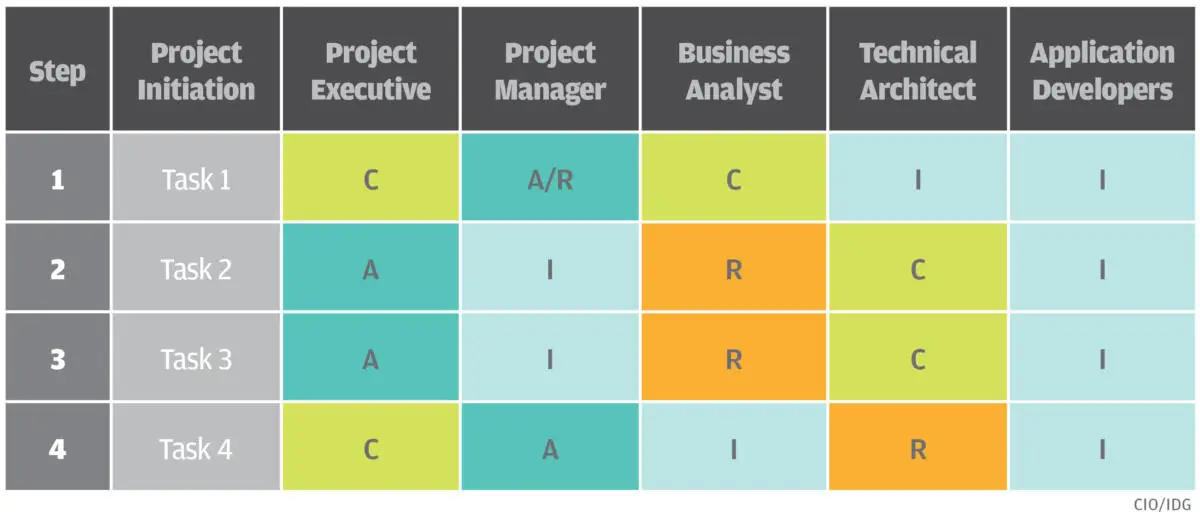 Step Project Initiation Project Executive Project Manager Business Analyst Technical Architect Application Developers
1 Task 1 C A/R C I I
2 Task 2 A I R C I
3 Task 3 A I R C I
4 Task 4 C A I R I
CIO/IDG